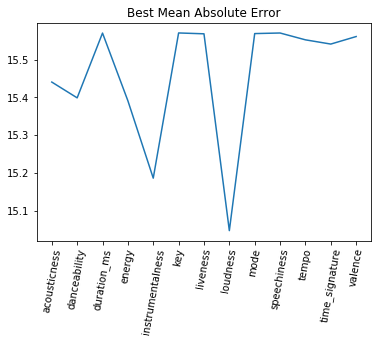 Best Mean Absolute Error
15.5
15.4
15.3
15.2
15.1
acousticness
danceability
duration_ms
energy
instrumentalness
key
liveness
loudness
mode
speechiness
tempo
time_signature
valence